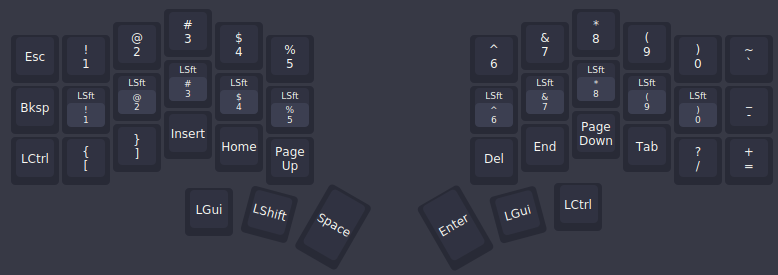 Esc
!
1
@
2
#
3
$
4
%
5
^
6
&
7
*
8
(
9
)
0
~
`
Bksp
LSft
!
1
LSft
@
2
LSft
#
3
LSft
$
4
LSft
%
5
LSft
^
6
LSft
&
7
LSft
*
8
LSft
(
9
LSft
)
0
_
-
LCtrl
{
[
}
]
Insert
Home
Page
Up
Del
End
Page
Down
Tab
?
/
+
=
LGui
LShift
Space
Enter
LGui
LCtrl